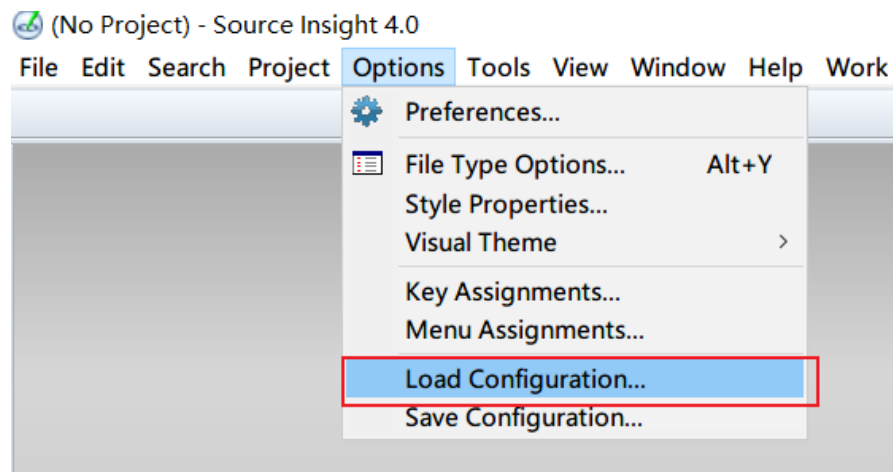 (No Project) - Source Insight 4.0
File Edit Search Project Options Tools View Window Help Work
Preferences...
File Type Options... Alt+Y
Style Properties...
Visual Theme >
Key Assignments...
Menu Assignments...
Load Configuration...
Save Configuration...